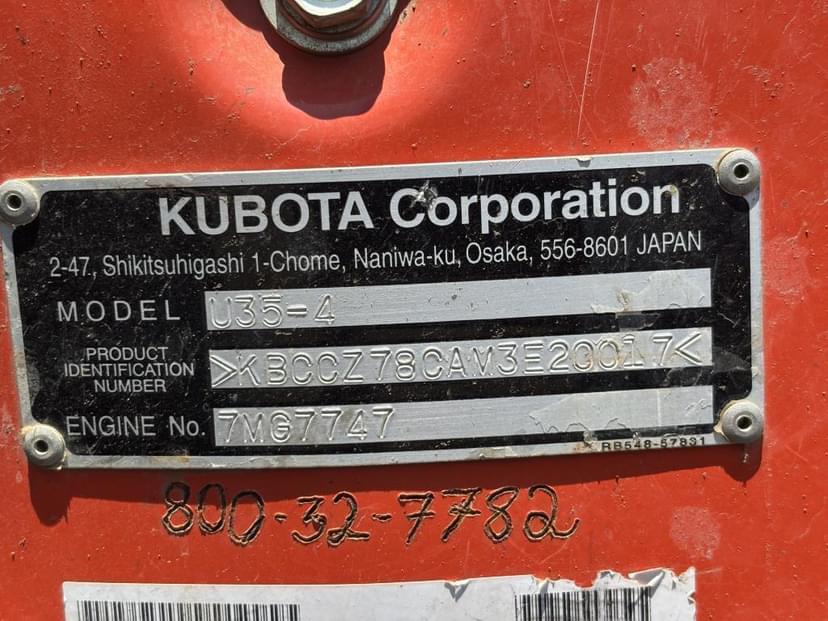 KUBOTA Corporation
2-47, Shikitsuhigashi 1-Chome, Naniwa-ku, Osaka, 556-8601 JAPAN
MODEL U35-4
PRODUCT
IDENTIFICATION
NUMBER
>KBCCZ78CAM3E20017<
ENGINE No. 7MG7747
RB548-57831
800-32-7782